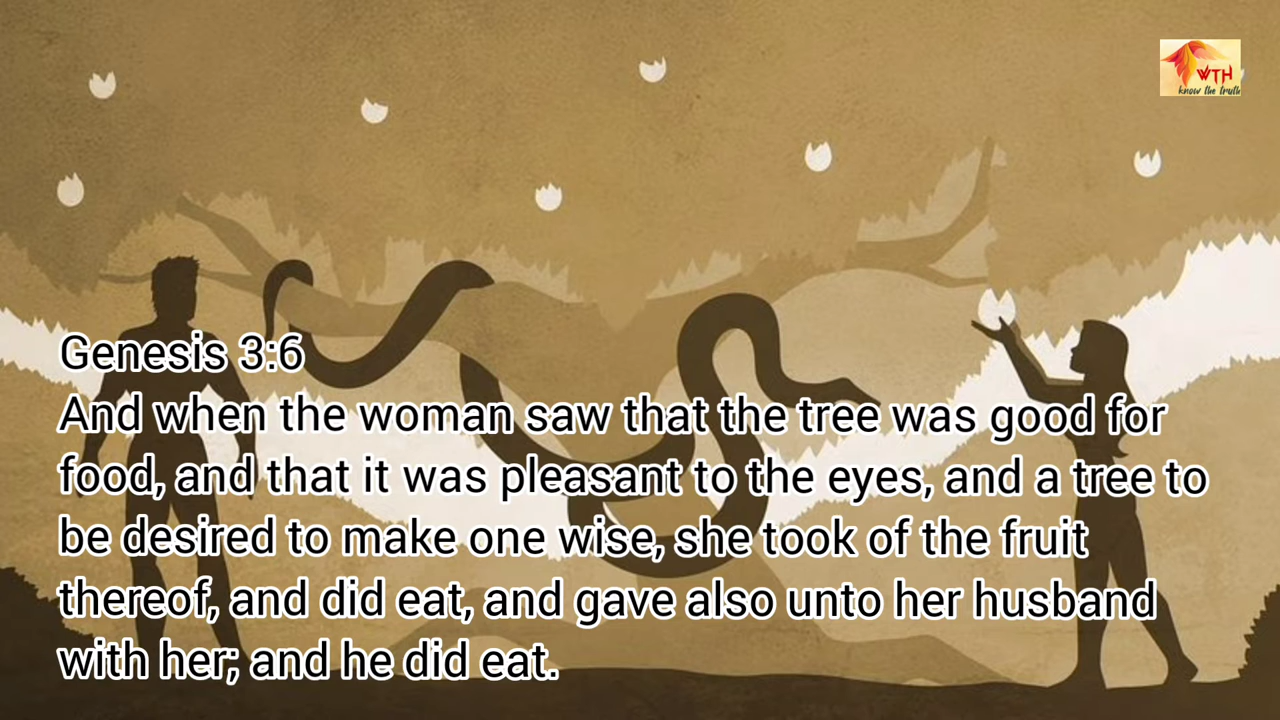 WTH
know the truth
Genesis 3:6
And when the woman saw that the tree was good for
food, and that it was pleasant to the eyes, and a tree to
be desired to make one wise, she took of the fruit
thereof, and did eat, and gave also unto her husband
with her; and he did eat.